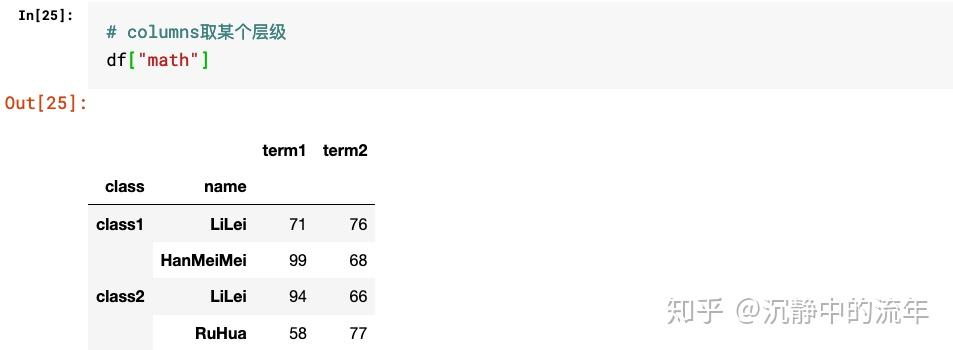 In[25]:
# columns取某个层级
df["math"]
Out[25]:
term1 term2
class name
class1 LiLei 71 76
HanMeiMei 99 68
class2 LiLei 94 66
RuHua 58 77
知乎 @沉静中的流年